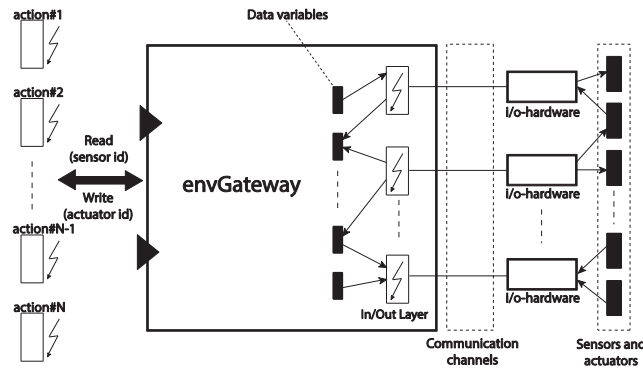 action#1
Data variables
action#2
i/o-hardware
Read
(sensor id)
envGateway
Write
(actuator id)
i/o-hardware
action#N-1
i/o-hardware
action#N
In/Out Layer
Communication
channels
Sensors and
actuators